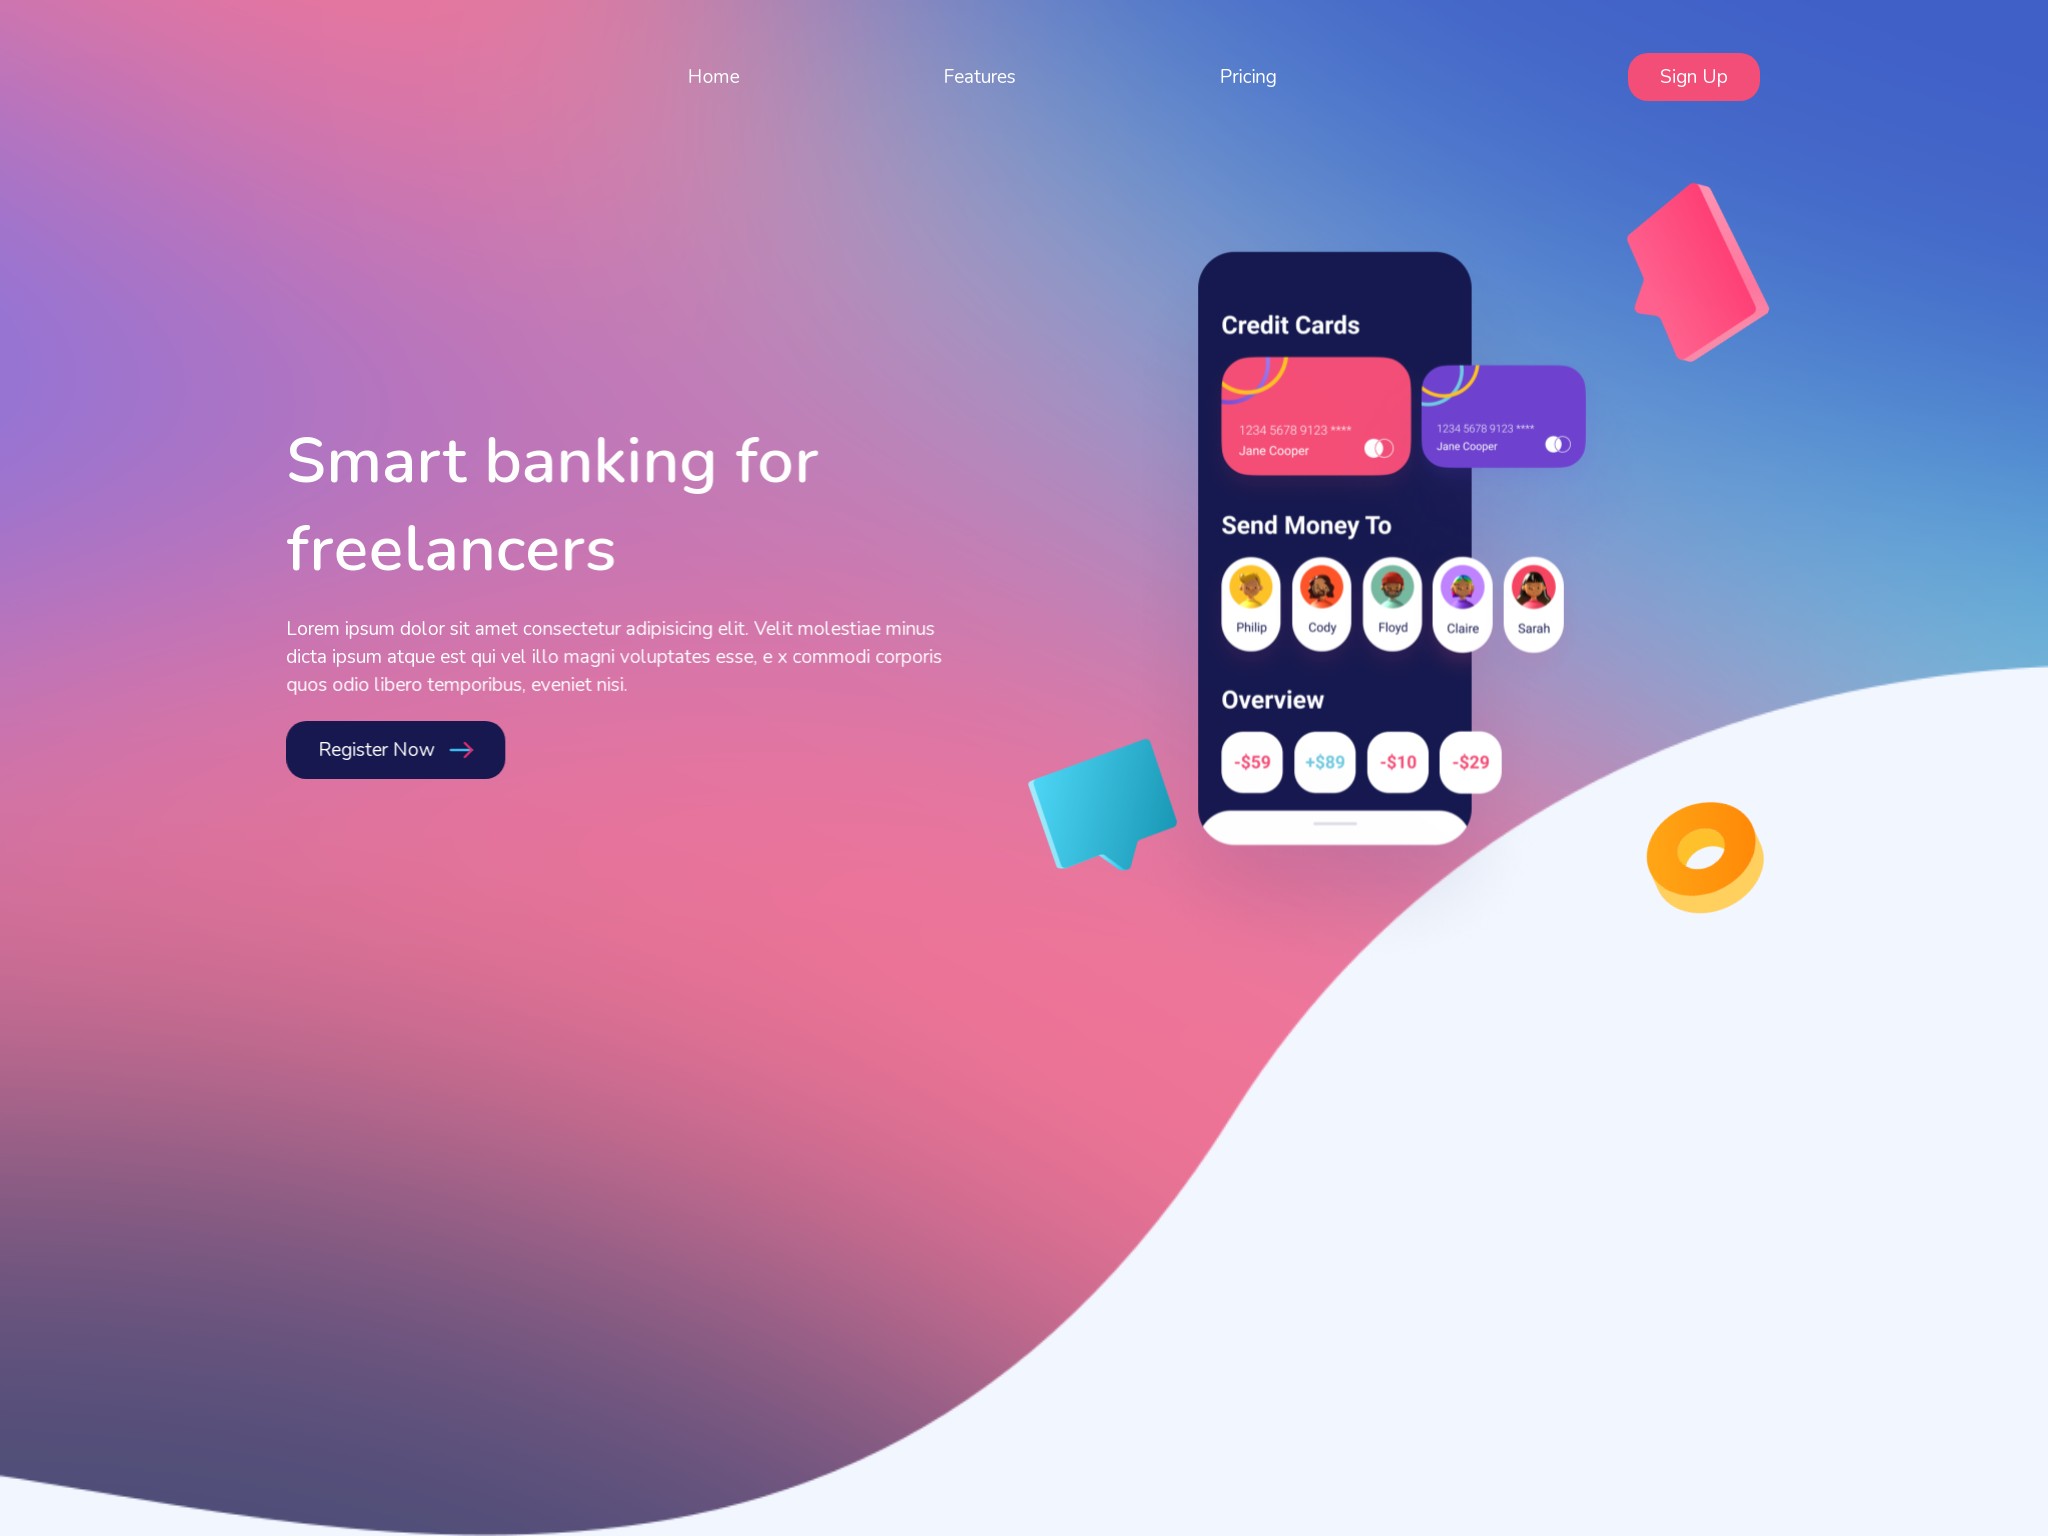 Home Features Pricing Sign Up
Smart banking for
freelancers
Lorem ipsum dolor sit amet consectetur adipisicing elit. Velit molestiae minus
dicta ipsum atque est qui vel illo magni voluptates esse, e x commodi corporis
quos odio libero temporibus, eveniet nisi.
Register Now
Credit Cards
1234 5678 9123 ****
Jane Cooper
1234 5678 9123 ****
Jane Cooper
Send Money To
Philip Cody Floyd Claire Sarah
Overview
-$59 +$89 -$10 -$29